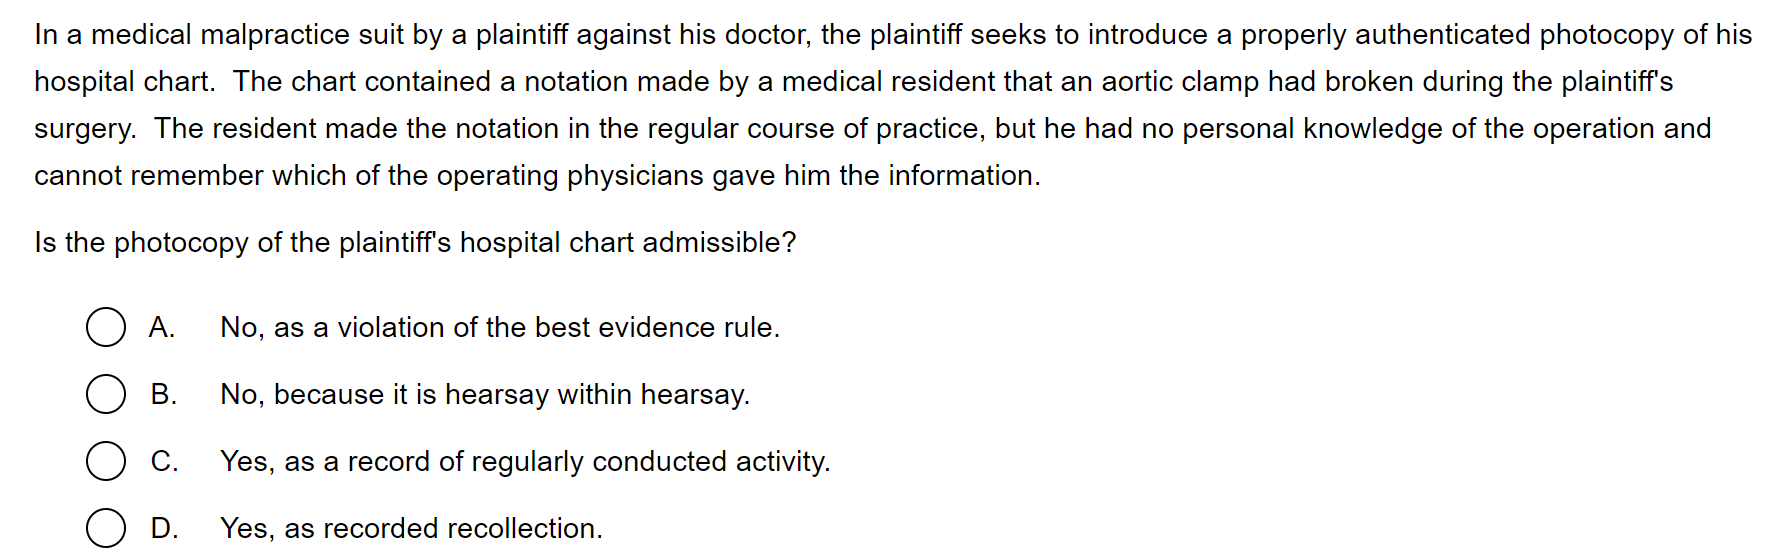 In a medical malpractice suit by a plaintiff against his doctor, the plaintiff seeks to introduce a properly authenticated photocopy of his
hospital chart.  The chart contained a notation made by a medical resident that an aortic clamp had broken during the plaintiff's
surgery.  The resident made the notation in the regular course of practice, but he had no personal knowledge of the operation and
cannot remember which of the operating physicians gave him the information.
Is the photocopy of the plaintiff's hospital chart admissible?
A. No, as a violation of the best evidence rule.
B. No, because it is hearsay within hearsay.
C. Yes, as a record of regularly conducted activity.
D. Yes, as recorded recollection.